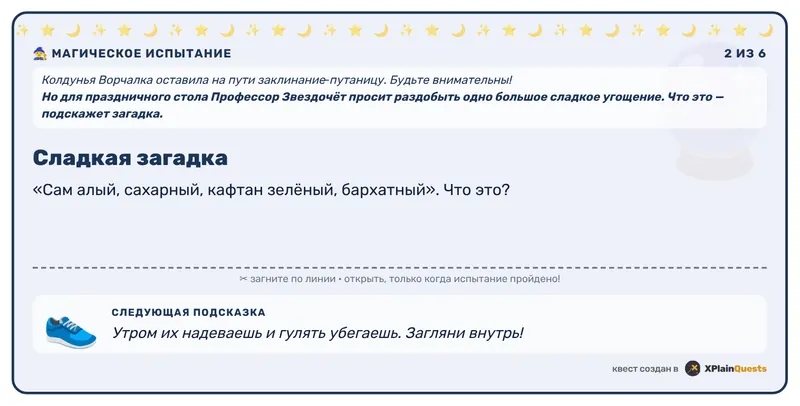 МАГИЧЕСКОЕ ИСПЫТАНИЕ
2 ИЗ 6
Колдунья Ворчалка оставила на пути заклинание-путаницу. Будьте внимательны!
Но для праздничного стола Профессор Звездочёт просит раздобыть одно большое сладкое угощение. Что это —
подскажет загадка.
Сладкая загадка
«Сам алый, сахарный, кафтан зелёный, бархатный». Что это?
✂ загните по линии · открыть, только когда испытание пройдено!
СЛЕДУЮЩАЯ ПОДСКАЗКА
Утром их надеваешь и гулять убегаешь. Загляни внутрь!
квест создан в XPlainQuests